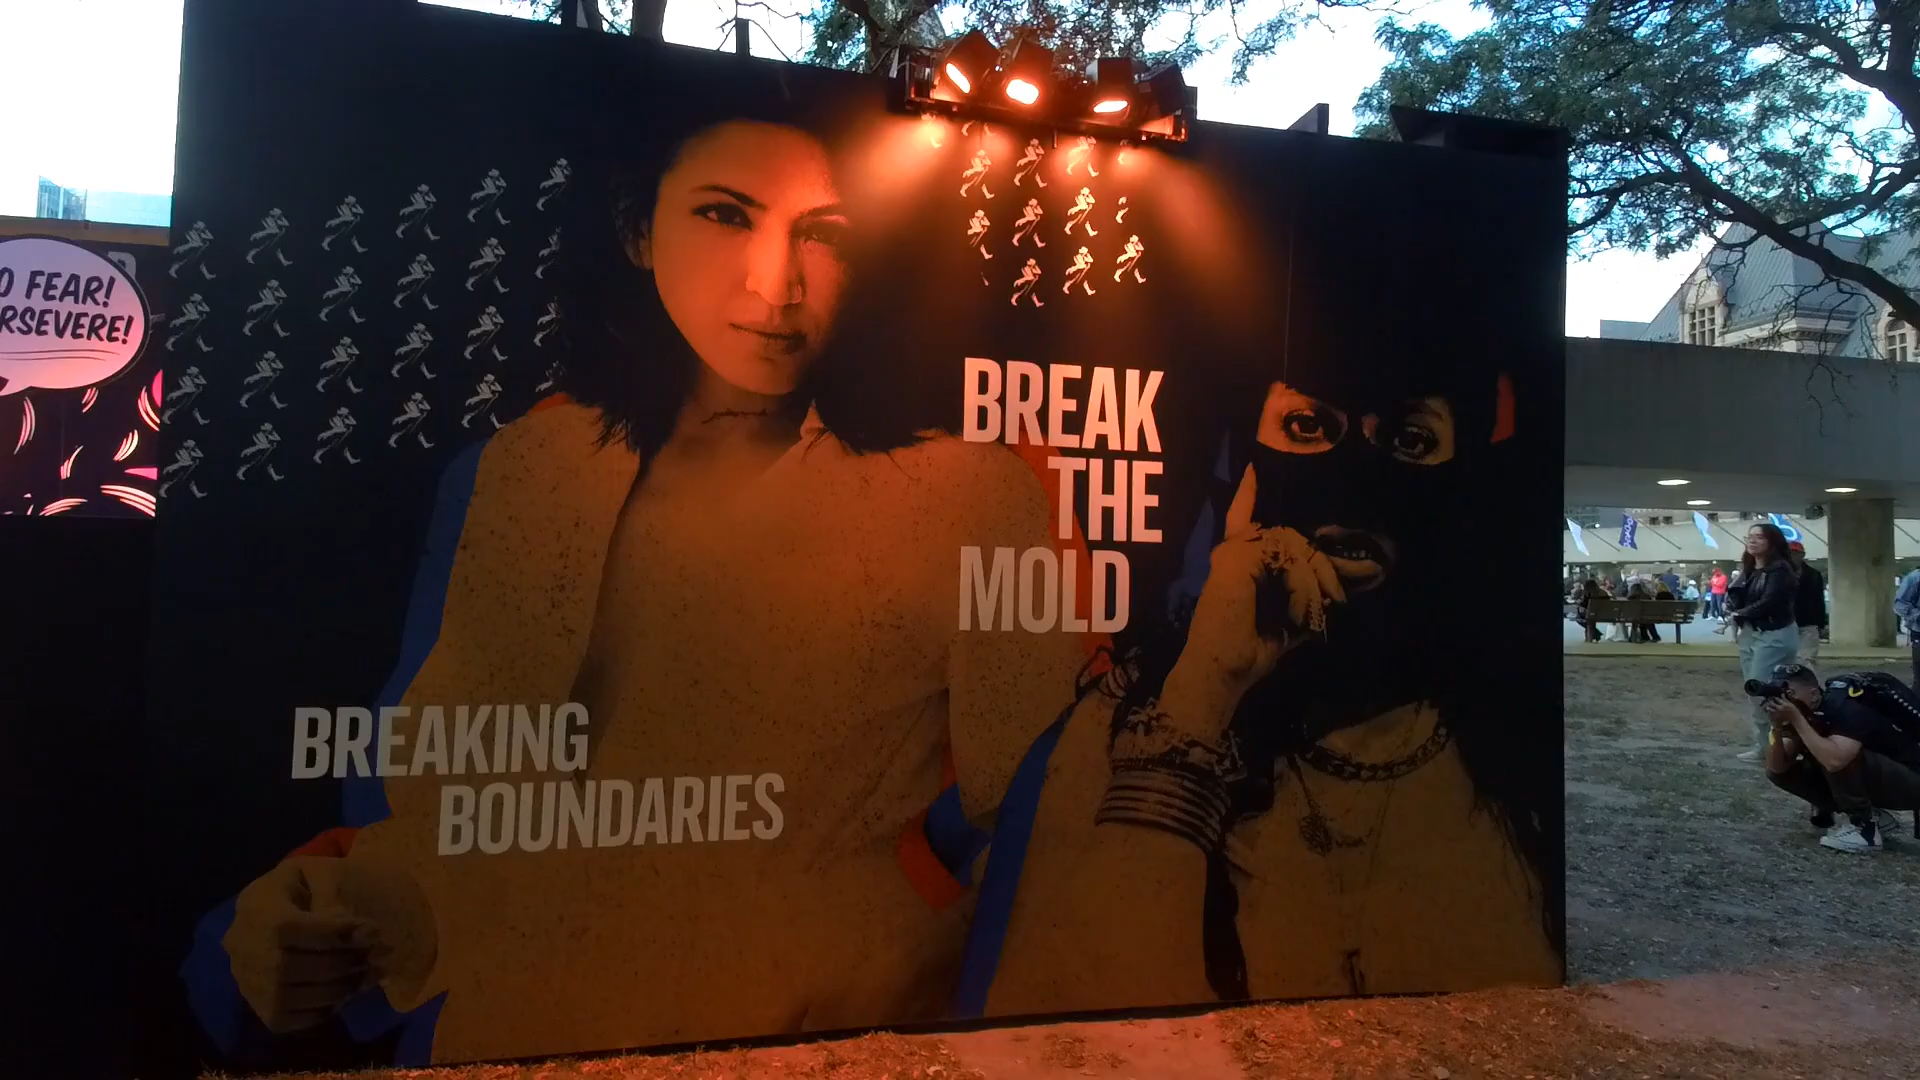 O FEAR!
RSEVERE!
BREAK
THE
MOLD
BREAKING
BOUNDARIES